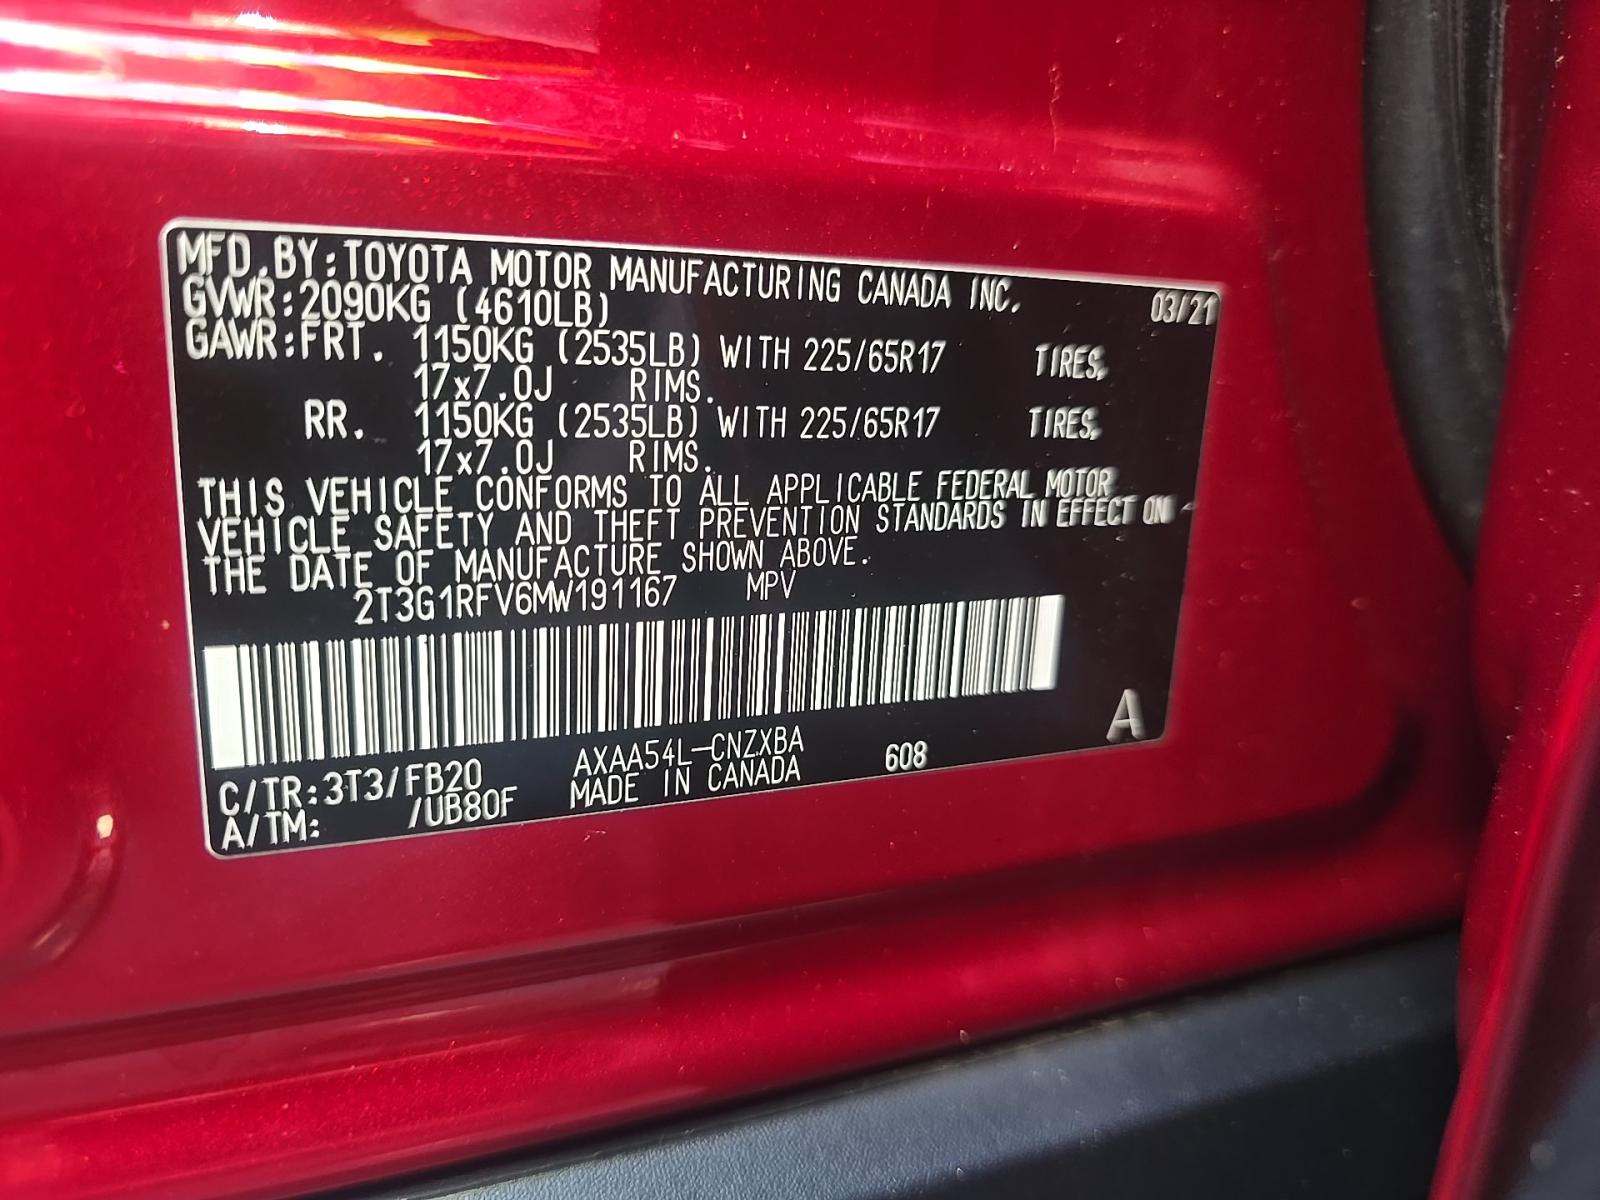 MFD.BY:TOYOTA MOTOR MANUFACTURING CANADA INC. 03/21
GVWR:2090KG (4610LB)
GAWR:FRT. 1150KG (2535LB) WITH 225/65R17 TIRES,
17x7.0J RIMS.
RR. 1150KG (2535LB) WITH 225/65R17 TIRES,
17x7.0J RIMS.
THIS VEHICLE CONFORMS TO ALL APPLICABLE FEDERAL MOTOR
VEHICLE SAFETY AND THEFT PREVENTION STANDARDS IN EFFECT ON
THE DATE OF MANUFACTURE SHOWN ABOVE.
2T3G1RFV6MW191167 MPV
A
C/TR:3T3/FB20 AXAA54L-CNZXBA 608
A/TM: /UB80F MADE IN CANADA